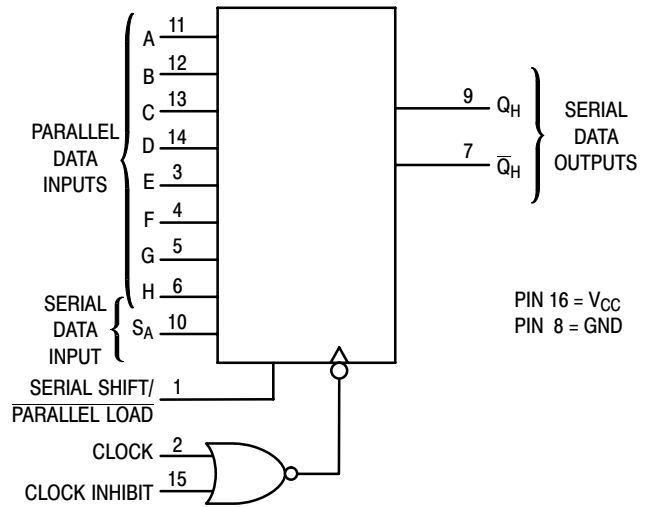 PARALLEL
DATA
INPUTS
A 11
B 12
C 13
D 14
E 3
F 4
G 5
H 6
SERIAL
DATA
INPUT
SA 10
SERIAL SHIFT/
PARALLEL LOAD
1
CLOCK 2
CLOCK INHIBIT 15
9 QH
7 Q̅H
SERIAL
DATA
OUTPUTS
PIN 16 = VCC
PIN 8 = GND